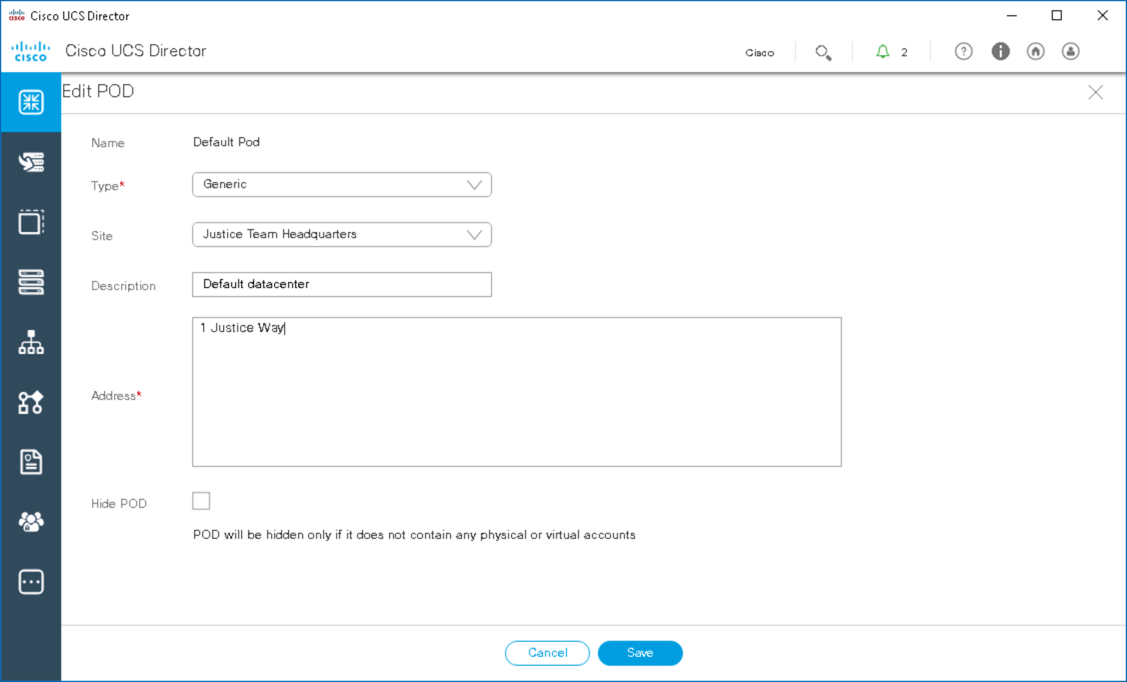 cisco Cisco UCS Director
cisco Cisco UCS Director Cisco 2 ? i
Edit POD
Name Default Pod
Type* Generic
Site Justice Team Headquarters
Description Default datacenter
1 Justice Way
Address*
Hide POD
POD will be hidden only if it does not contain any physical or virtual accounts
Cancel Save